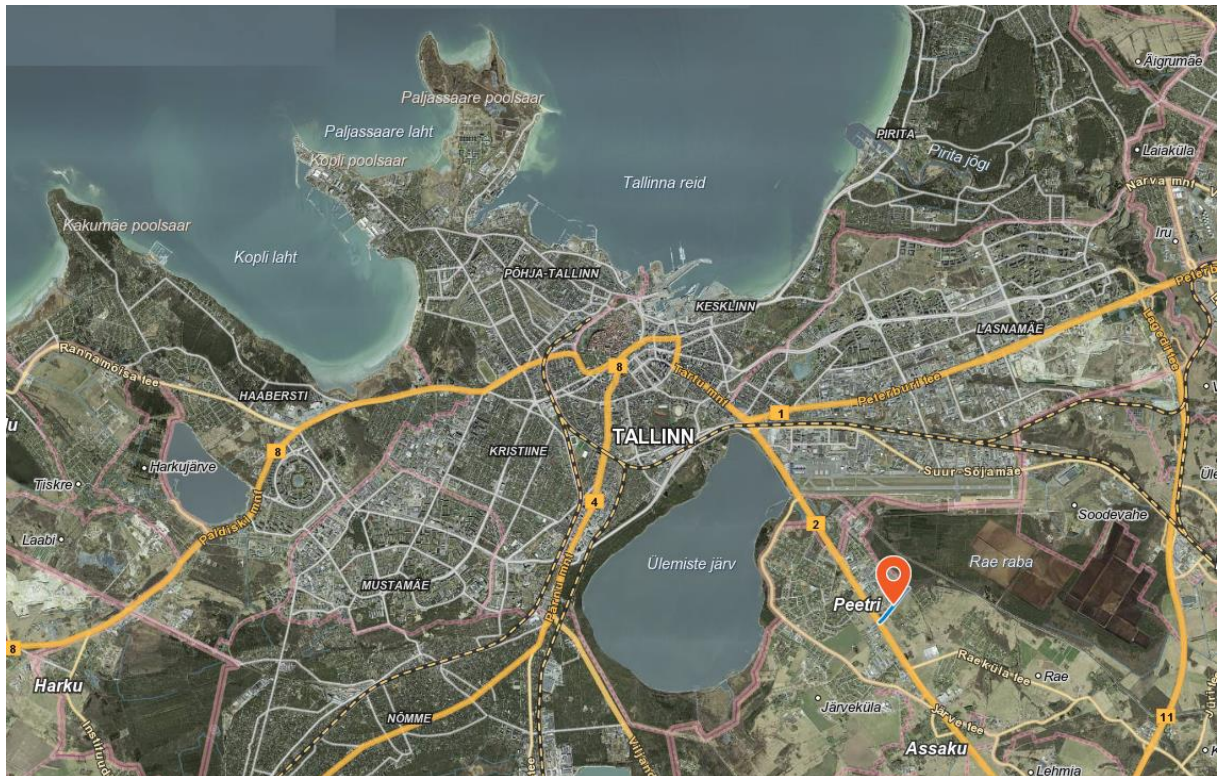 Äigrumäe
Paljassaare poolsaar
Paljassaare laht
PIRITA
Pirita jõgi
Laiaküla
Kopli poolsaar
Tallinna reid
Narva mnt
Kakumäe poolsaar
Iru
Kopli laht
PÕHJA-TALLINN
KESKLINN
LASNAMÄE
Lagedi tee
Rannamõisa tee
8
Tartu mnt
Peterburi tee
HAABERSTI
1
TALLINN
KRISTIINE
8
Harkujärve
Suur-Sõjamäe
Tiskre
4
Paldiski mnt
2
Soodevahe
Laabi
Ülemiste järv
Rae raba
Pärnu mnt
MUSTAMÄE
Peetri
8
Raeküla tee
Rae
Harku
Järveküla
Järve tee
11
Jüri tee
NÕMME
Assaku
Lehmja